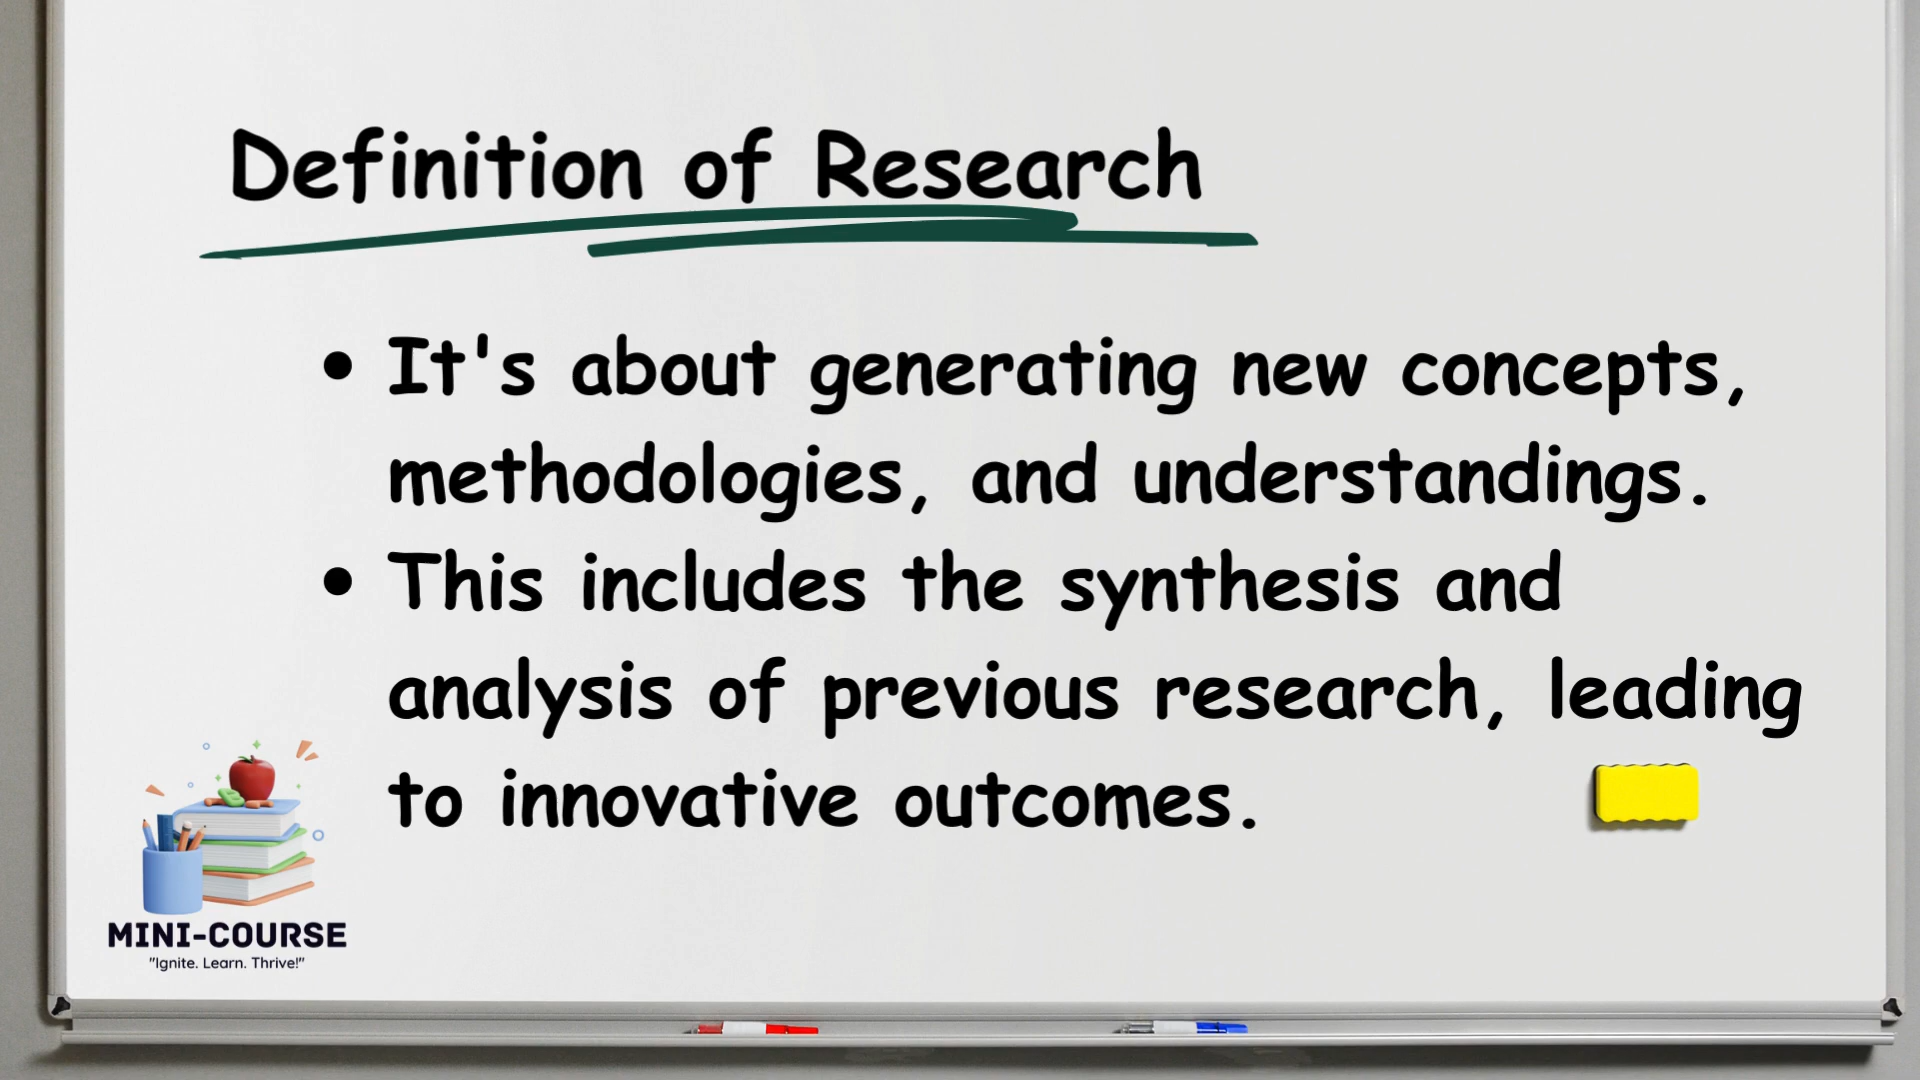 Definition of Research
• It's about generating new concepts,
methodologies, and understandings.
• This includes the synthesis and
analysis of previous research, leading
to innovative outcomes.
MINI-COURSE
"Ignite. Learn. Thrive!"